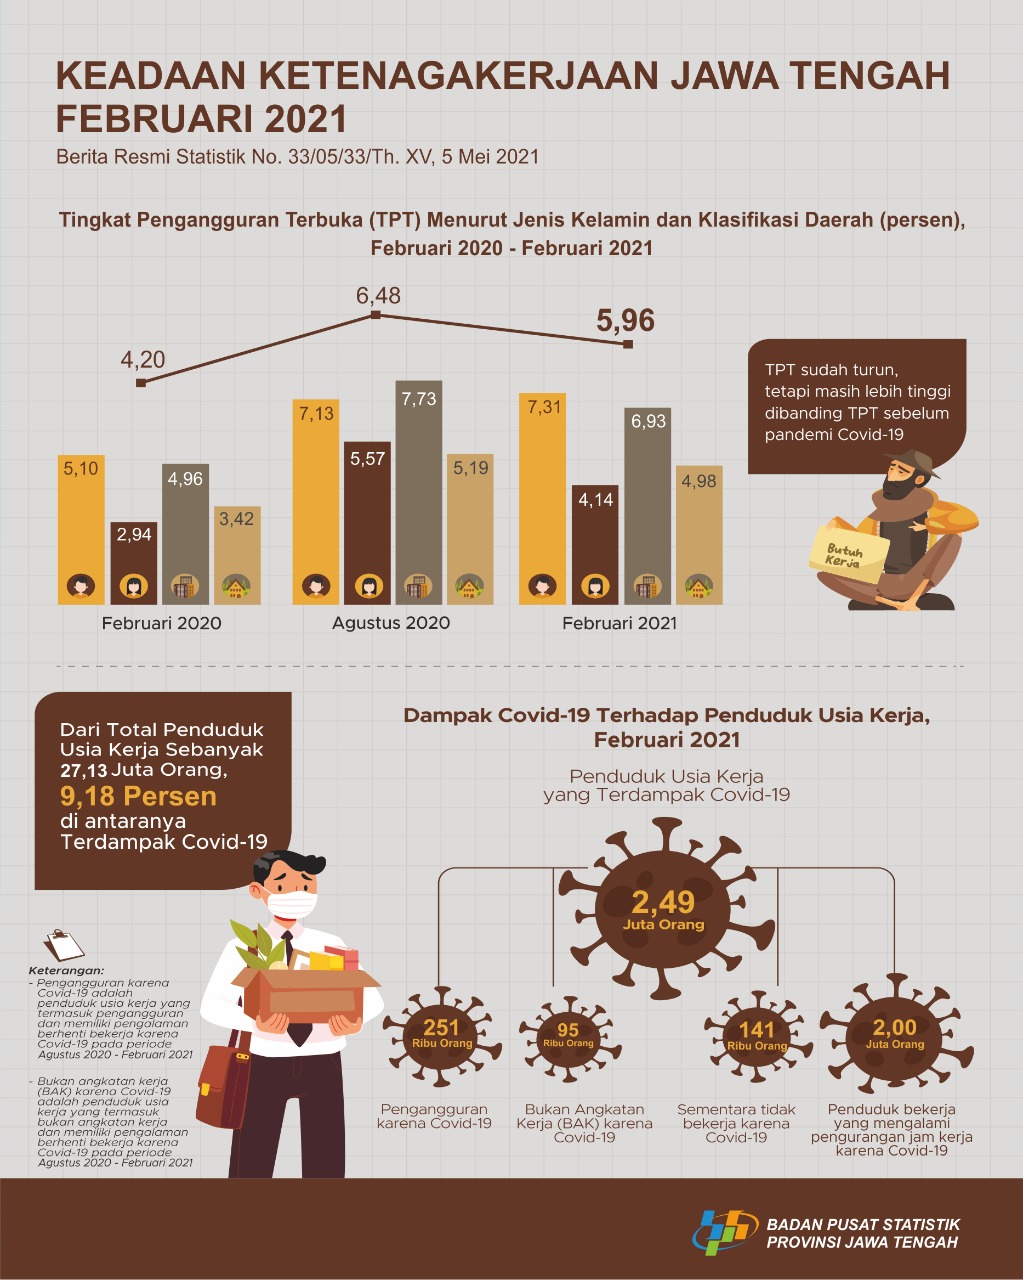 KEADAAN KETENAGAKERJAAN JAWA TENGAH
FEBRUARI 2021
Berita Resmi Statistik No. 33/05/33/Th. XV, 5 Mei 2021
Tingkat Pengangguran Terbuka (TPT) Menurut Jenis Kelamin dan Klasifikasi Daerah (persen),
Februari 2020 - Februari 2021
4,20
6,48
5,96
5,10
2,94
4,96
3,42
7,13
5,57
7,73
5,19
7,31
4,14
6,93
4,98
Februari 2020
Agustus 2020
Februari 2021
TPT sudah turun,
tetapi masih lebih tinggi
dibanding TPT sebelum
pandemi Covid-19
Butuh
Kerja
Dari Total Penduduk
Usia Kerja Sebanyak
27,13 Juta Orang,
9,18 Persen
di antaranya
Terdampak Covid-19
Keterangan:
- Pengangguran karena
Covid-19 adalah
penduduk usia kerja yang
termasuk pengangguran
dan memiliki pengalaman
berhenti bekerja karena
Covid-19 pada periode
Agustus 2020 - Februari 2021
- Bukan angkatan kerja
(BAK) karena Covid-19
adalah penduduk usia
kerja yang termasuk
bukan angkatan kerja
dan memiliki pengalaman
berhenti bekerja karena
Covid-19 pada periode
Agustus 2020 - Februari 2021
Dampak Covid-19 Terhadap Penduduk Usia Kerja,
Februari 2021
Penduduk Usia Kerja
yang Terdampak Covid-19
2,49
Juta Orang
251
Ribu Orang
Pengangguran
karena Covid-19
95
Ribu Orang
Bukan Angkatan
Kerja (BAK) karena
Covid-19
141
Ribu Orang
Sementara tidak
bekerja karena
Covid-19
2,00
Juta Orang
Penduduk bekerja
yang mengalami
pengurangan jam kerja
karena Covid-19
BADAN PUSAT STATISTIK
PROVINSI JAWA TENGAH